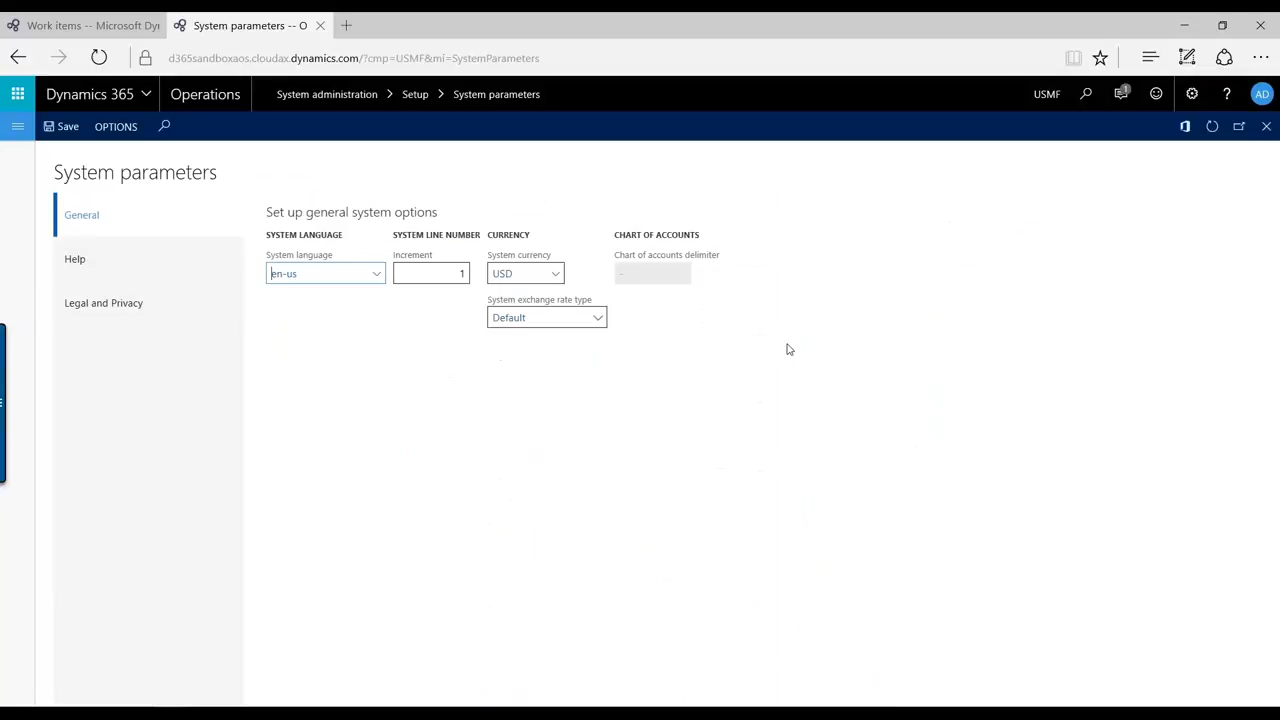 Work items -- Microsoft Dy
System parameters -- O
d365sandboxaos.cloudax.dynamics.com/?cmp=USMF&mi=SystemParameters
Dynamics 365
Operations
System administration > Setup > System parameters
USMF
1
?
AD
Save
OPTIONS
System parameters
General
Help
Legal and Privacy
Set up general system options
SYSTEM LANGUAGE SYSTEM LINE NUMBER CURRENCY CHART OF ACCOUNTS
System language Increment System currency Chart of accounts delimiter
en-us 1 USD -
System exchange rate type
Default